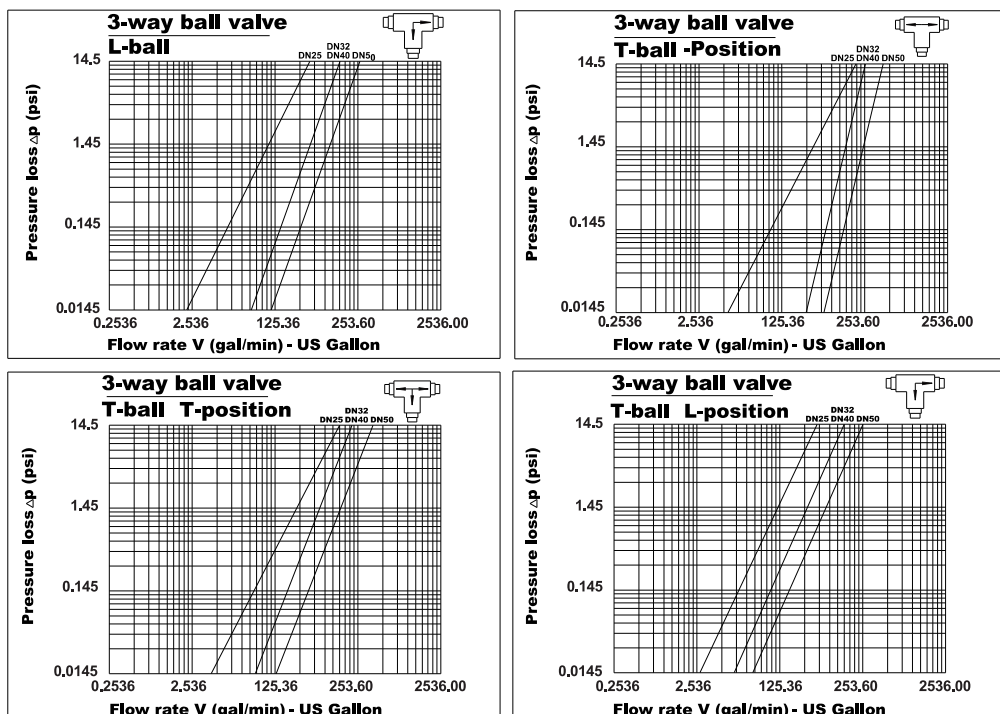 3-way ball valve
L-ball
DN32
DN25 DN40 DN50
14.5
1.45
0.145
0.0145
Pressure loss Δp (psi)
0.2536 2.536 125.36 253.60 2536.00
Flow rate V (gal/min) - US Gallon
3-way ball valve
T-ball -Position
DN32
DN25 DN40 DN50
14.5
1.45
0.145
0.0145
Pressure loss Δp (psi)
0.2536 2.536 125.36 253.60 2536.00
Flow rate V (gal/min) - US Gallon
3-way ball valve
T-ball T-position
DN32
DN25 DN40 DN50
14.5
1.45
0.145
0.0145
Pressure loss Δp (psi)
0.2536 2.536 125.36 253.60 2536.00
Flow rate V (gal/min) - US Gallon
3-way ball valve
T-ball L-position
DN32
DN25 DN40 DN50
14.5
1.45
0.145
0.0145
Pressure loss Δp (psi)
0.2536 2.536 125.36 253.60 2536.00
Flow rate V (gal/min) - US Gallon